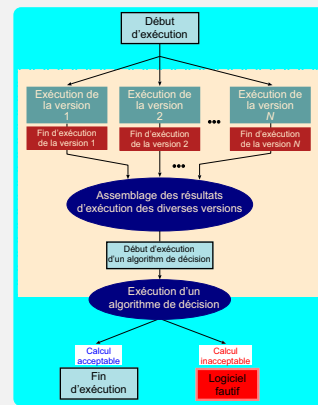 Début
d'exécution
Exécution de
la version
1
Exécution de
la version
2
•••
Exécution de
la version
N
Fin d'exécution
de la version 1
Fin d'exécution
de la version 2
Fin d'exécution
de la version N
•••
Assemblage des résultats
d'exécution des diverses versions
Début d'exécution
d'un algorithme de décision
Exécution d'un
algorithme de décision
Calcul
acceptable
Calcul
inacceptable
Fin
d'exécution
Logiciel
fautif